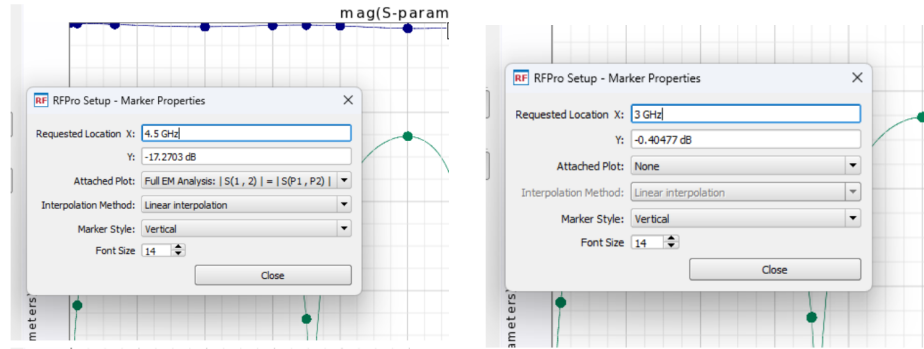 mag(S-param
RF RFPro Setup - Marker Properties
Requested Location X: 4.5 GHz
Y: -17.2703 dB
Attached Plot: Full EM Analysis: | S(1 , 2) | = | S(P1 , P2) |
Interpolation Method: Linear interpolation
Marker Style: Vertical
Font Size 14
Close
meters
RF RFPro Setup - Marker Properties
Requested Location X: 3 GHz
Y: -0.40477 dB
Attached Plot: None
Interpolation Method: Linear interpolation
Marker Style: Vertical
Font Size 14
Close
ameters